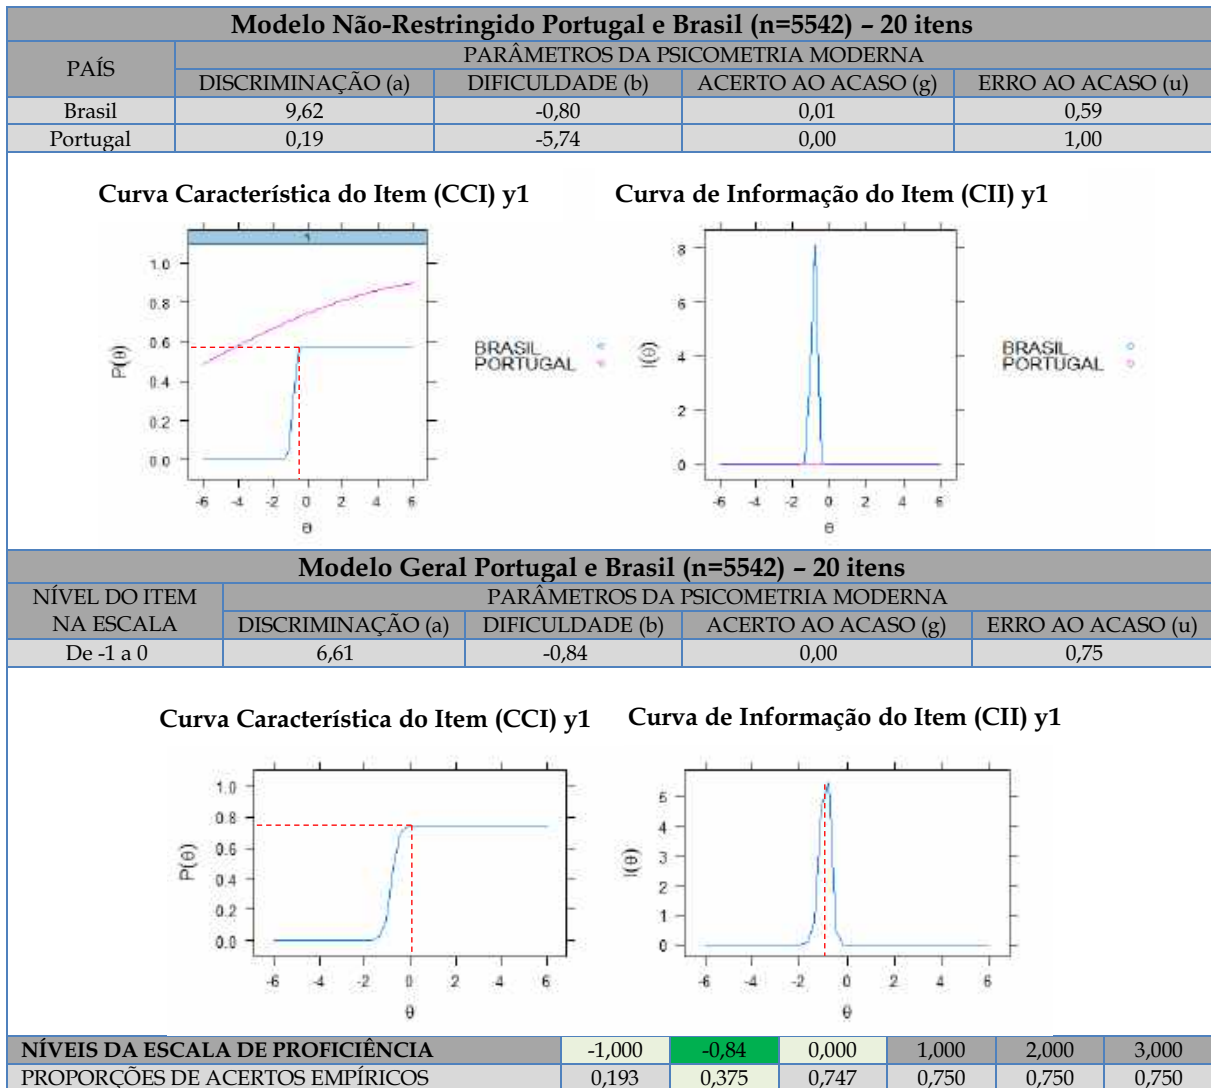 Modelo Não-Restringido Portugal e Brasil (n=5542) – 20 itens
PAÍS
PARÂMETROS DA PSICOMETRIA MODERNA
DISCRIMINAÇÃO (a) DIFICULDADE (b) ACERTO AO ACASO (g) ERRO AO ACASO (u)
Brasil 9,62 -0,80 0,01 0,59
Portugal 0,19 -5,74 0,00 1,00
Curva Característica do Item (CCI) y1 Curva de Informação do Item (CII) y1
1
1.0
0.8
0.6
0.4
0.2
0.0
P(θ)
-6 -4 -2 0 2 4 6
θ
BRASIL
PORTUGAL
8
6
4
2
0
I(θ)
-6 -4 -2 0 2 4 6
θ
BRASIL
PORTUGAL
Modelo Geral Portugal e Brasil (n=5542) – 20 itens
NÍVEL DO ITEM
NA ESCALA
PARÂMETROS DA PSICOMETRIA MODERNA
DISCRIMINAÇÃO (a) DIFICULDADE (b) ACERTO AO ACASO (g) ERRO AO ACASO (u)
De -1 a 0 6,61 -0,84 0,00 0,75
Curva Característica do Item (CCI) y1 Curva de Informação do Item (CII) y1
1.0
0.8
0.6
0.4
0.2
0.0
P(θ)
-6 -4 -2 0 2 4 6
θ
5
4
3
2
1
0
I(θ)
-6 -4 -2 0 2 4 6
θ
NÍVEIS DA ESCALA DE PROFICIÊNCIA -1,000 -0,84 0,000 1,000 2,000 3,000
PROPORÇÕES DE ACERTOS EMPÍRICOS 0,193 0,375 0,747 0,750 0,750 0,750